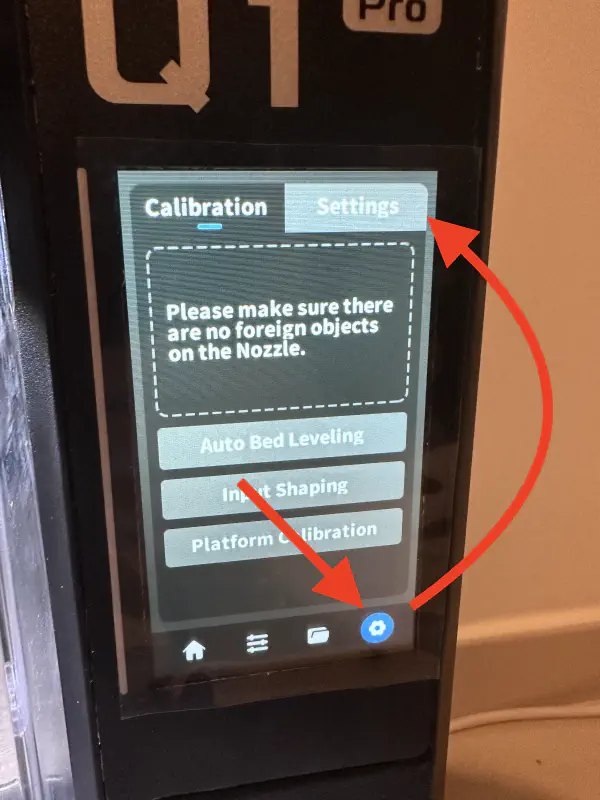 Q1
Pro
Calibration
Settings
Please make sure there
are no foreign objects
on the Nozzle.
Auto Bed Leveling
Input Shaping
Platform Calibration